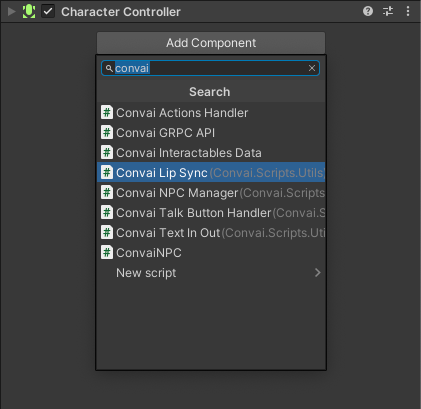 Character Controller
Add Component
convai
Search
Convai Actions Handler
Convai GRPC API
Convai Interactables Data
Convai Lip Sync (Convai.Scripts.Utils)
Convai NPC Manager (Convai.Scripts
Convai Talk Button Handler (Convai.S
Convai Text In Out (Convai.Scripts.Uti
ConvaiNPC
New script